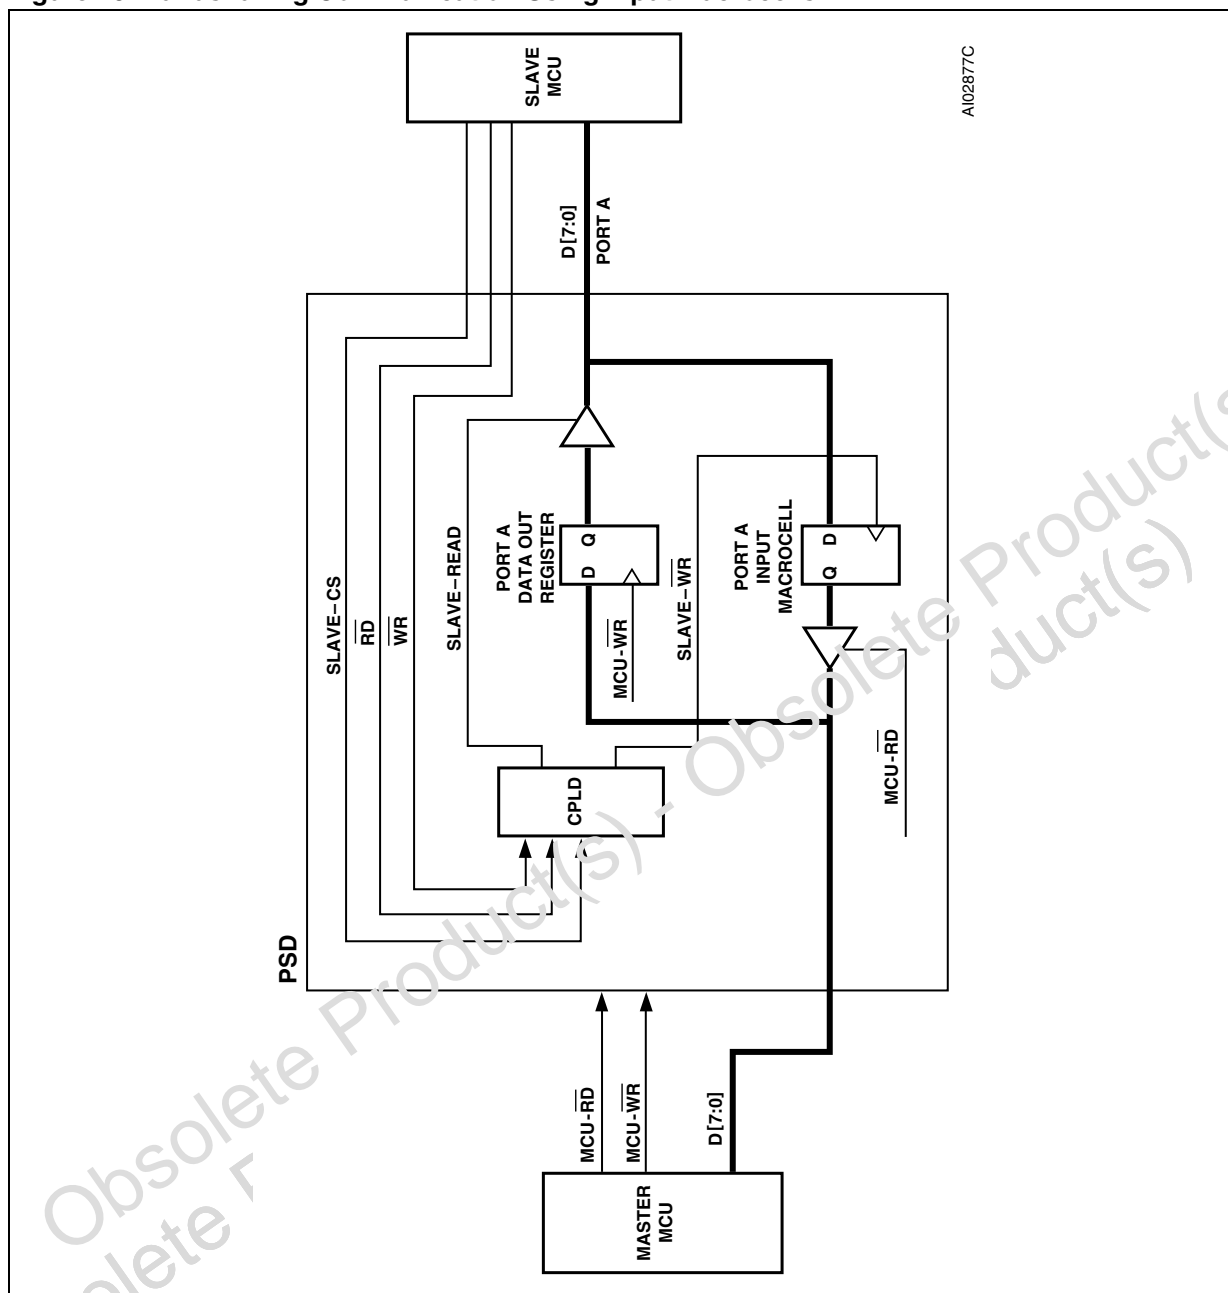 SLAVE
MCU
AI02877C
D[7:0]
PORT A
SLAVE–CS
RD
WR
SLAVE–READ
PORT A
DATA OUT
REGISTER
D Q
MCU-WR
SLAVE–WR
PORT A
INPUT
MACROCELL
Q D
MCU-RD
CPLD
PSD
MCU-RD
MCU-WR
D[7:0]
MASTER
MCU
Obsolete Product(s) - Obsolete Product(s)